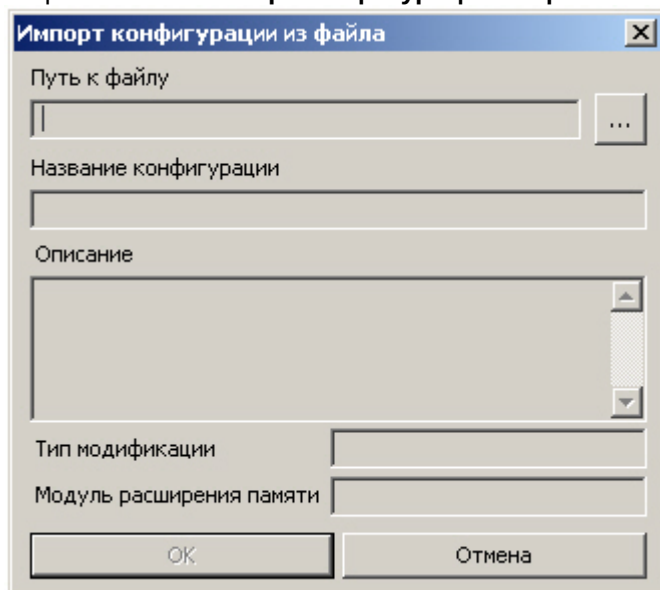 Импорт конфигурации из файла
Путь к файлу
...
Название конфигурации
Описание
Тип модификации
Модуль расширения памяти
OK
Отмена